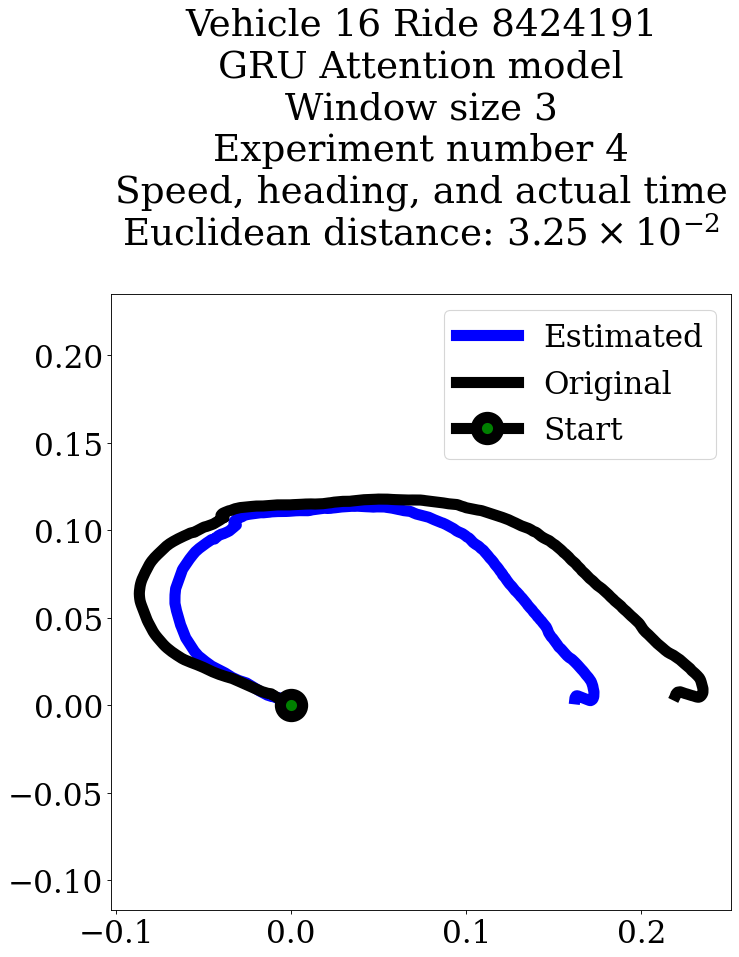 Vehicle 16 Ride 8424191
GRU Attention model
Window size 3
Experiment number 4
Speed, heading, and actual time
Euclidean distance: 3.25 × 10⁻²
Estimated
Original
Start
0.20
0.15
0.10
0.05
0.00
−0.05
−0.10
−0.1
0.0
0.1
0.2